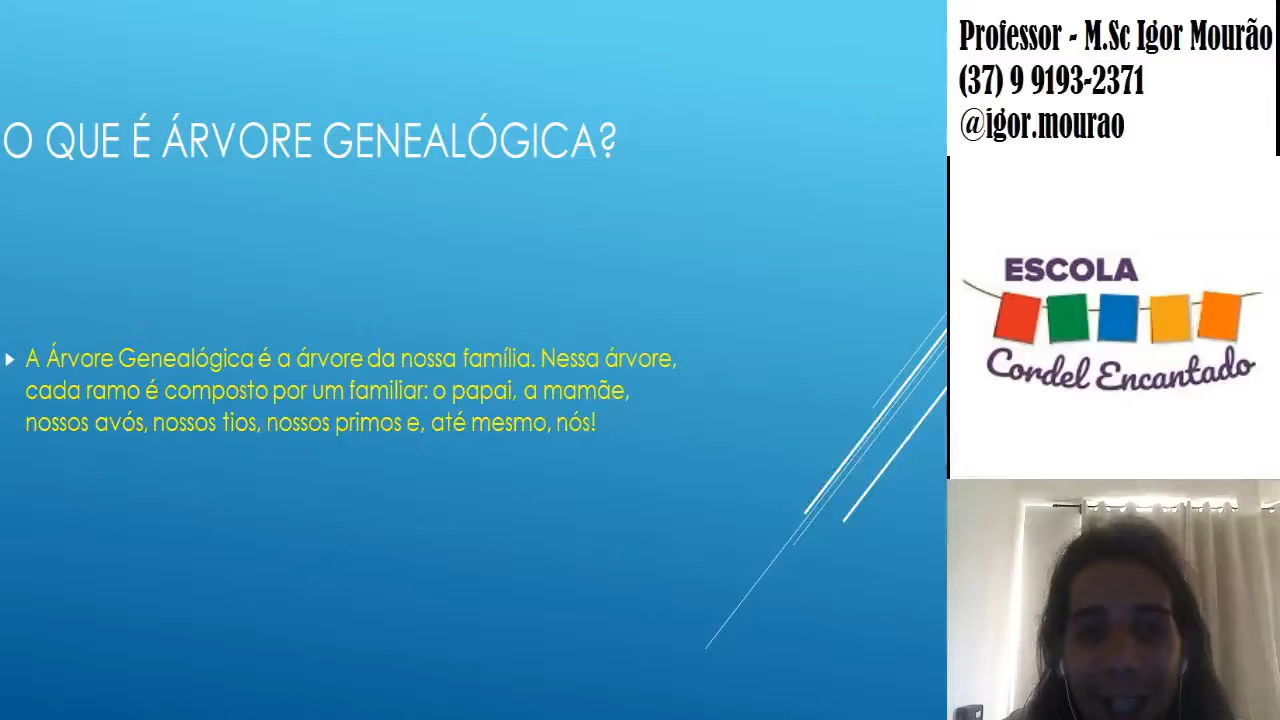 O QUE É ÁRVORE GENEALÓGICA?
A Árvore Genealógica é a árvore da nossa família. Nessa árvore,
cada ramo é composto por um familiar: o papai, a mamãe,
nossos avós, nossos tios, nossos primos e, até mesmo, nós!
Professor - M.Sc Igor Mourão
(37) 9 9193-2371
@igor.mourao
ESCOLA
Cordel Encantado